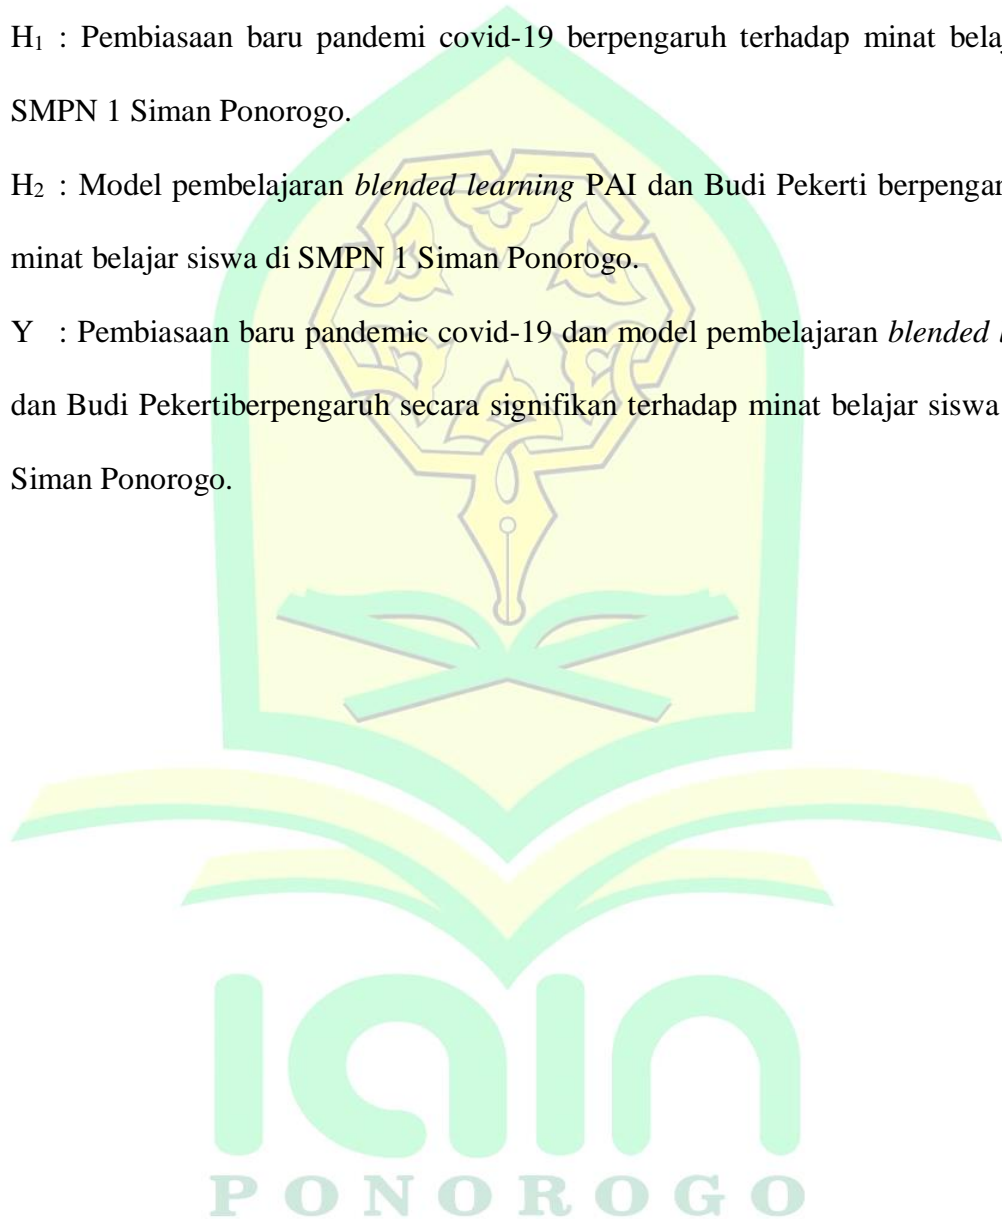 H₁ : Pembiasaan baru pandemi covid-19 berpengaruh terhadap minat
SMPN 1 Siman Ponorogo.
H₂ : Model pembelajaran blended learning PAI dan Budi Pekerti
minat belajar siswa di SMPN 1 Siman Ponorogo.
Y : Pembiasaan baru pandemic covid-19 dan model pembelajaran blended
dan Budi Pekertiberpengaruh secara signifikan terhadap minat belajar siswa
Siman Ponorogo.
iain
PONOROGO